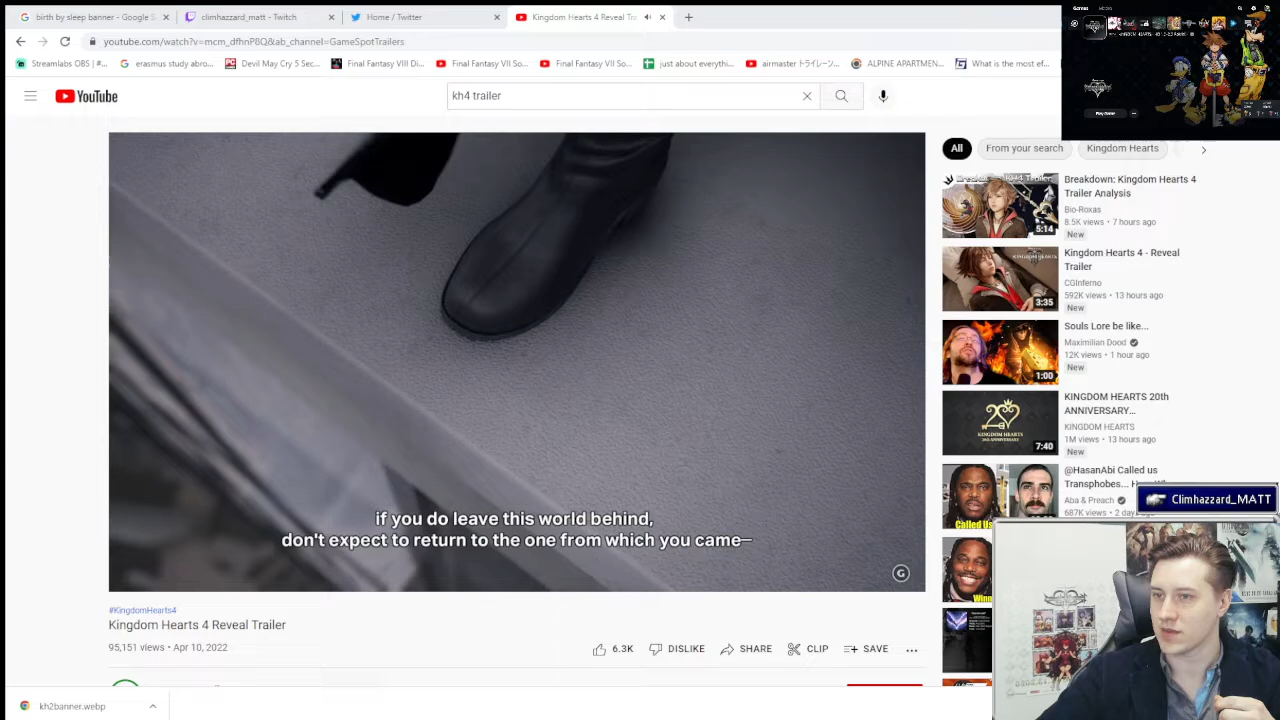 birth by sleep banner - Google S
climhazzard_matt - Twitch
Home / Twitter
Kingdom Hearts 4 Reveal Tra
youtube.com/watch?v=mcm_dfhnP8Q&ab_channel=GameSpotTrailers
Streamlabs OBS | #...
erasmus study abro...
Devil May Cry 5 Sec...
Final Fantasy VII Di...
Final Fantasy VII So...
Final Fantasy VII So...
just about everythi...
airmaster トレーン...
ALPINE APARTMEN...
What is the most ef...
YouTube
kh4 trailer
All
From your search
Kingdom Hearts
Breakdown: Kingdom Hearts 4
Trailer Analysis
Bio-Roxas
8.5K views • 7 hours ago
New
5:14
Kingdom Hearts 4 - Reveal
Trailer
CGInferno
592K views • 13 hours ago
New
3:35
Souls Lore be like...
Maximilian Dood
12K views • 1 hour ago
New
1:00
KINGDOM HEARTS 20th
ANNIVERSARY...
KINGDOM HEARTS
1M views • 13 hours ago
New
7:40
KINGDOM HEARTS
@HasanAbi Called us
Transphobes...
Aba & Preach
687K views • 2 days
Called Us
Climhazzard_MATT
if you do leave this world behind,
don't expect to return to the one from which you came—
#KingdomHearts4
Kingdom Hearts 4 Reveal Trailer
95,151 views • Apr 10, 2022
6.3K
DISLIKE
SHARE
CLIP
SAVE
kh2banner.webp